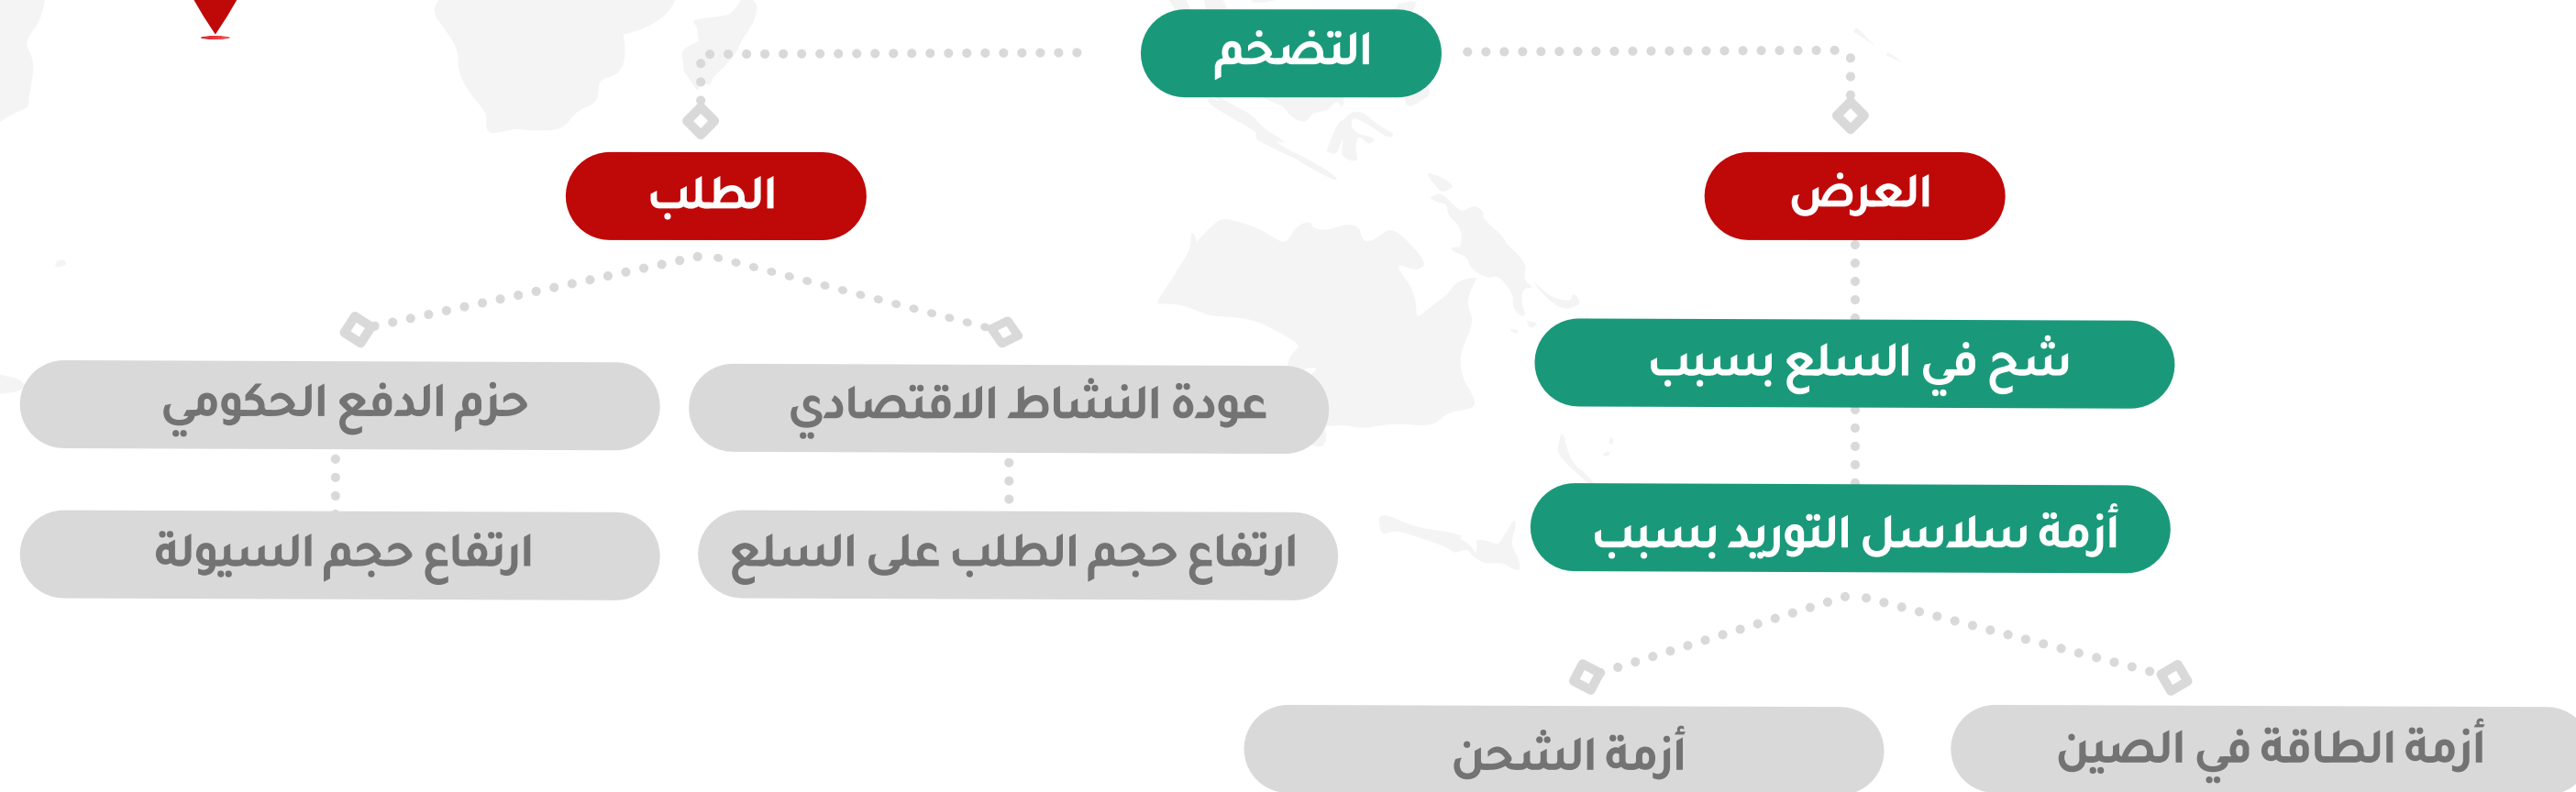 التضخم
العرض
الطلب
شح في السلع بسبب
أزمة سلاسل التوريد بسبب
أزمة الطاقة في الصين
أزمة الشحن
عودة النشاط الاقتصادي
ارتفاع حجم الطلب على السلع
حزم الدفع الحكومي
ارتفاع حجم السيولة